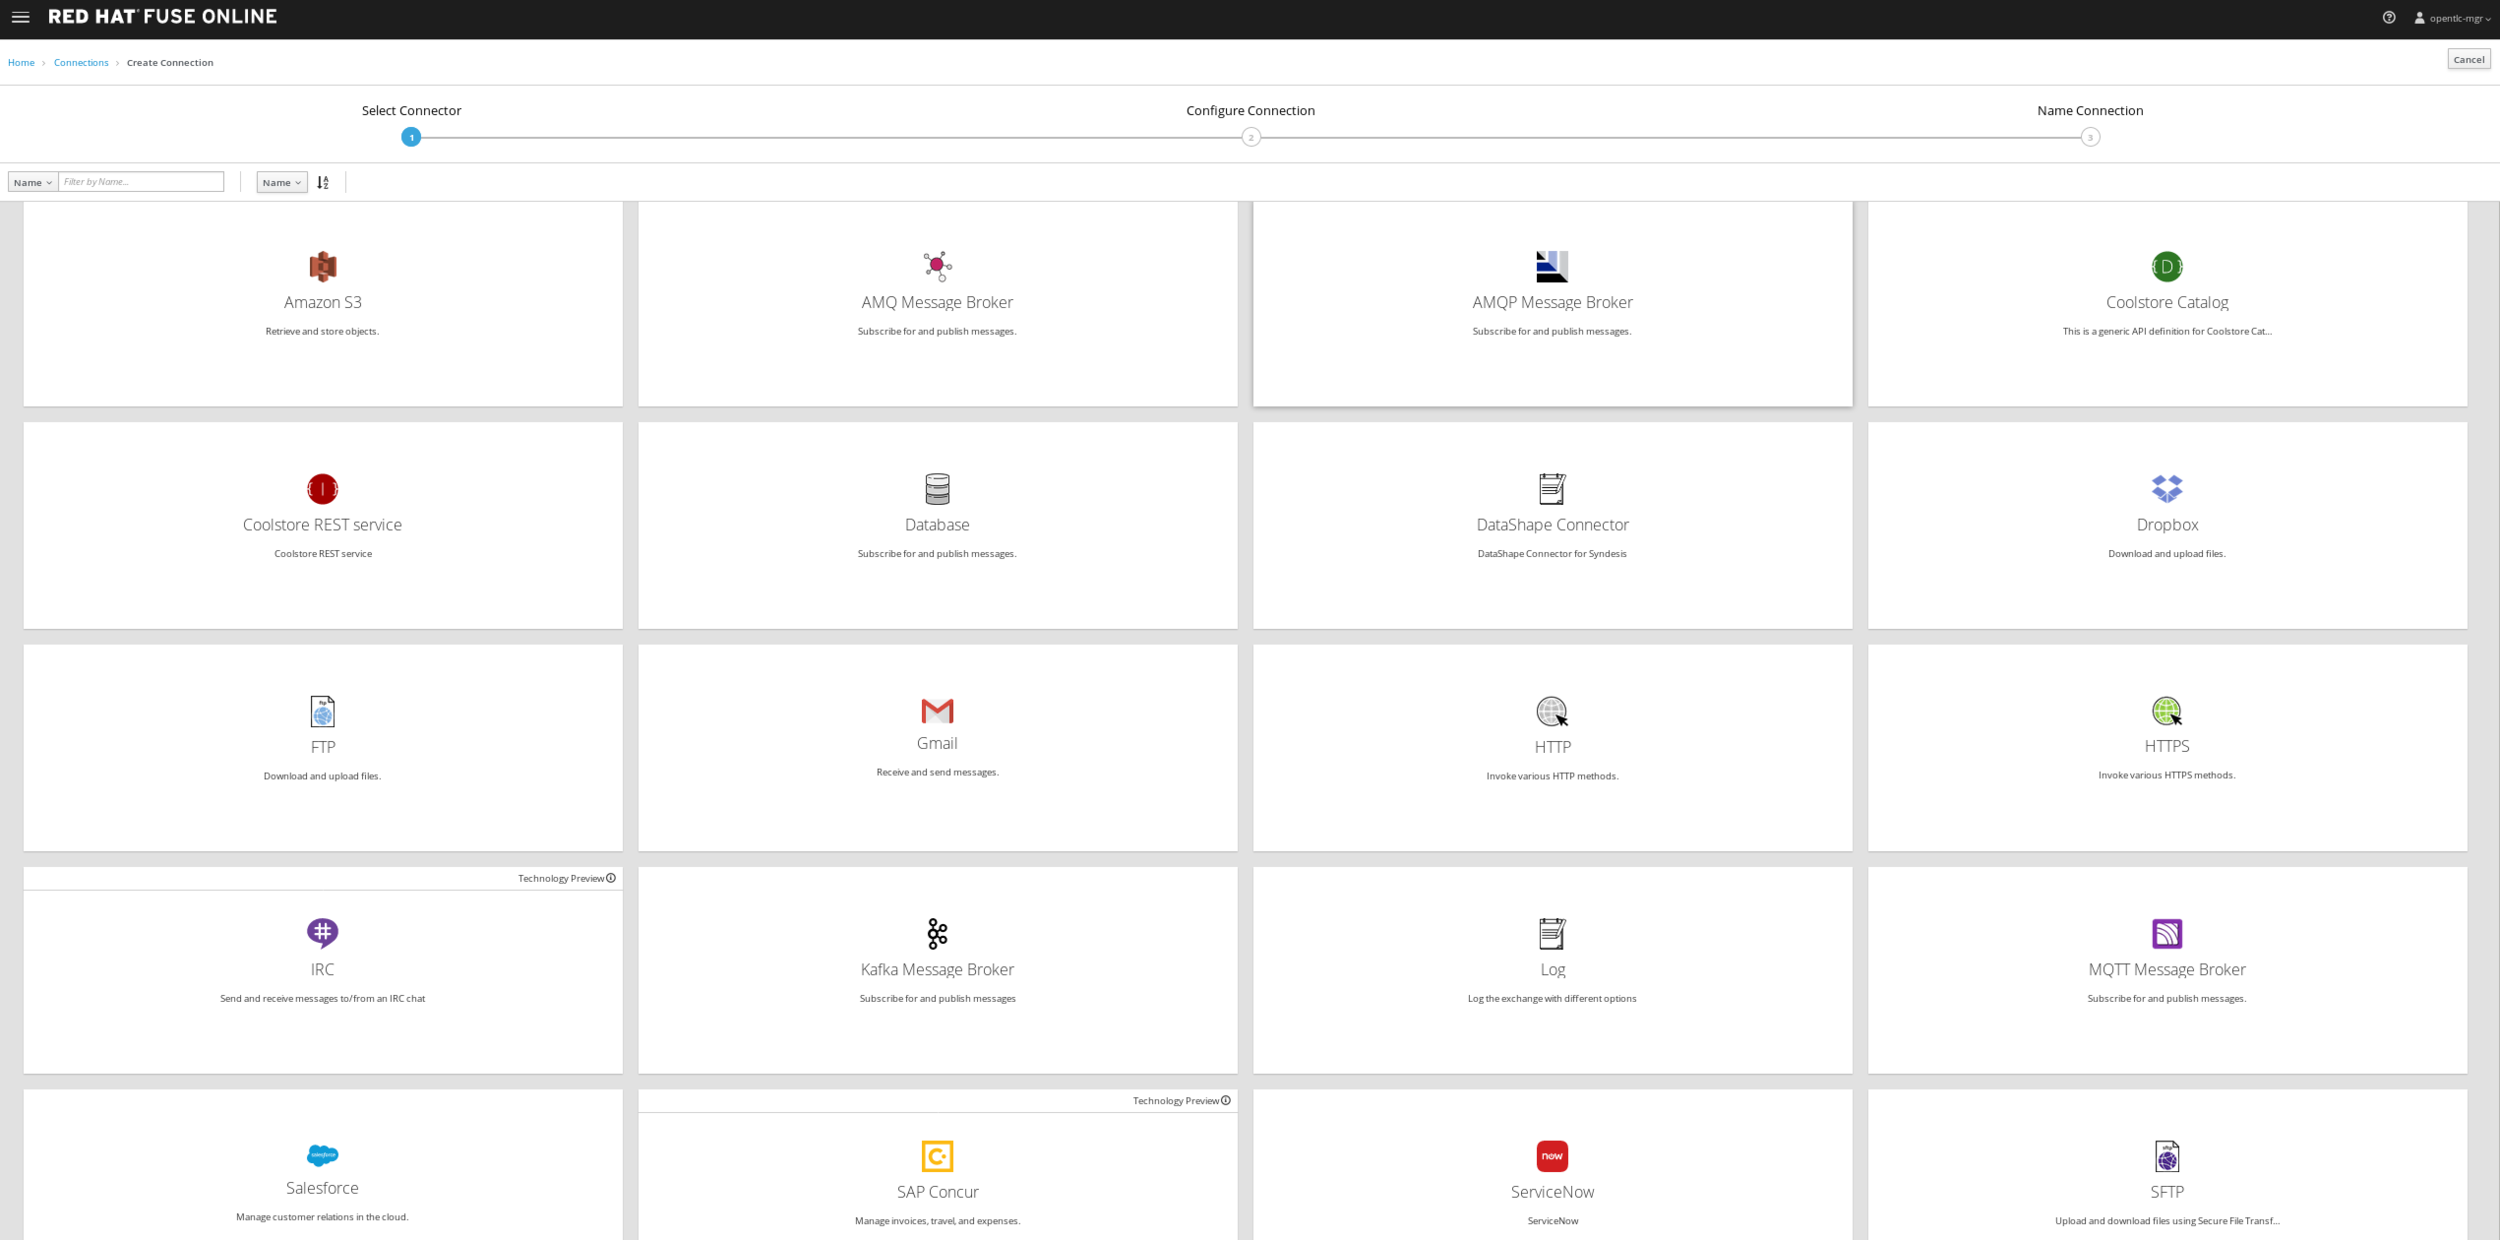 RED HAT FUSE ONLINE
opentlc-mgr
Home > Connections > Create Connection
Cancel
Select Connector
Configure Connection
Name Connection
1
2
3
Name
Filter by Name...
Name
Amazon S3
Retrieve and store objects.
AMQ Message Broker
Subscribe for and publish messages.
AMQP Message Broker
Subscribe for and publish messages.
{ D }
Coolstore Catalog
This is a generic API definition for Coolstore Cat...
{ I }
Coolstore REST service
Coolstore REST service
Database
Subscribe for and publish messages.
DataShape Connector
DataShape Connector for Syndesis
Dropbox
Download and upload files.
ftp
FTP
Download and upload files.
Gmail
Receive and send messages.
HTTP
Invoke various HTTP methods.
HTTPS
Invoke various HTTPS methods.
Technology Preview
IRC
Send and receive messages to/from an IRC chat
Kafka Message Broker
Subscribe for and publish messages
Log
Log the exchange with different options
MQTT Message Broker
Subscribe for and publish messages.
salesforce
Salesforce
Manage customer relations in the cloud.
Technology Preview
SAP Concur
Manage invoices, travel, and expenses.
now
ServiceNow
ServiceNow
sftp
SFTP
Upload and download files using Secure File Transf...